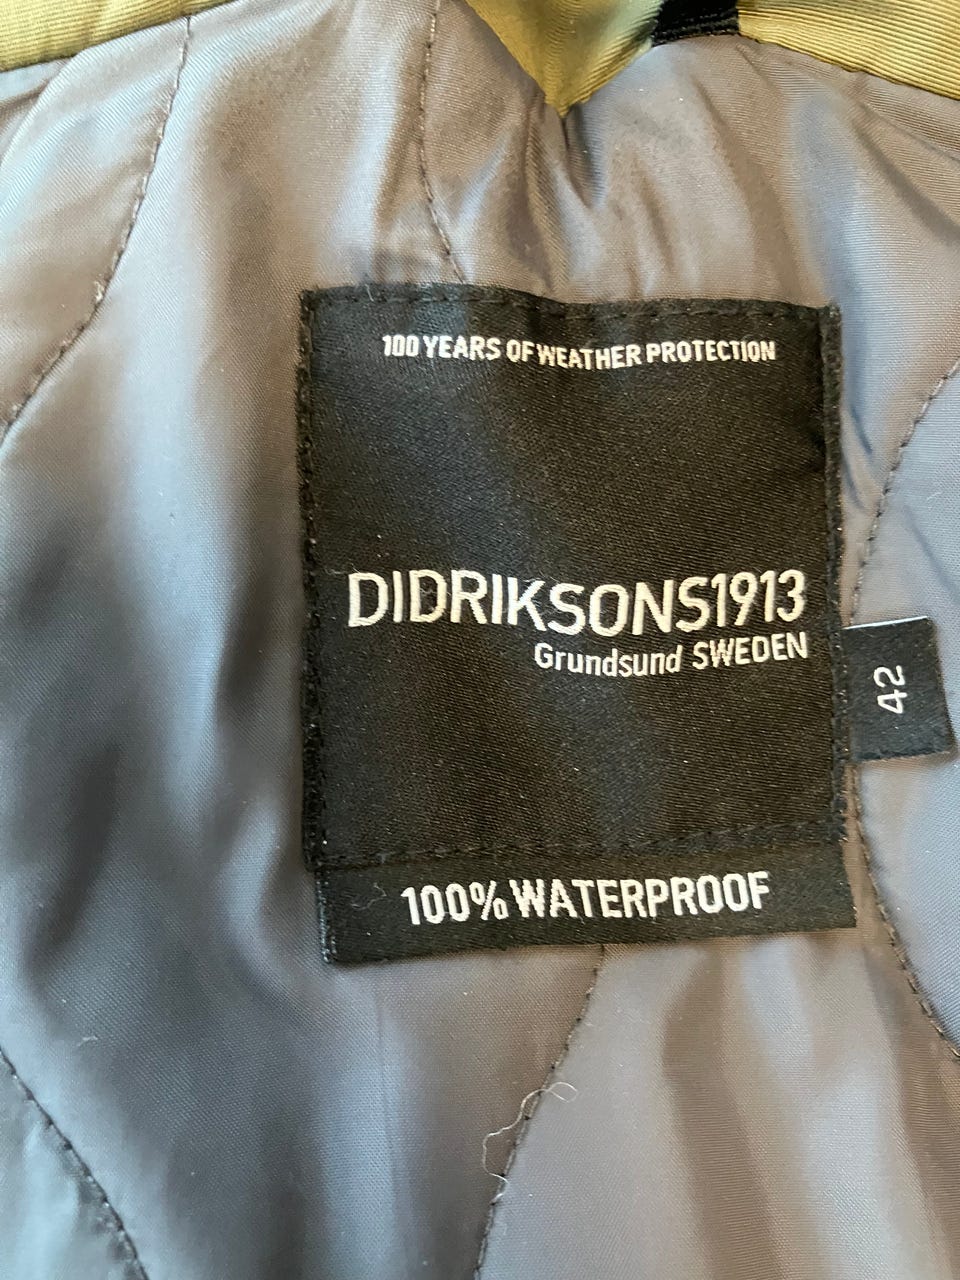 100 YEARS OF WEATHER PROTECTION
DIDRIKSONS1913
Grundsund SWEDEN
42
100% WATERPROOF